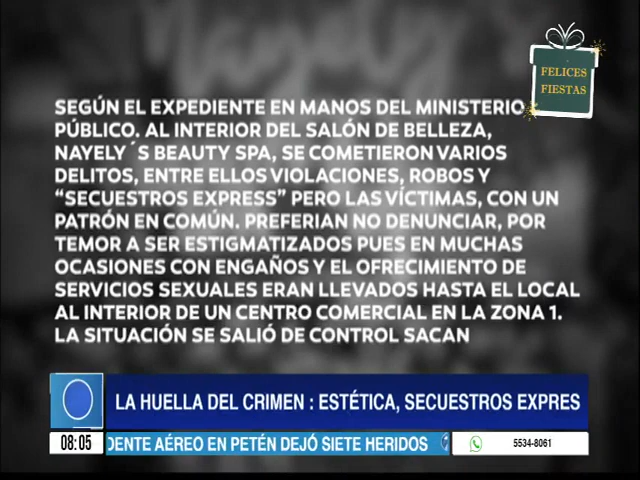 FELICES
FIESTAS
SEGÚN EL EXPEDIENTE EN MANOS DEL MINISTERIO
PÚBLICO. AL INTERIOR DEL SALÓN DE BELLEZA,
NAYELY´S BEAUTY SPA, SE COMETIERON VARIOS
DELITOS, ENTRE ELLOS VIOLACIONES, ROBOS Y
“SECUESTROS EXPRESS” PERO LAS VÍCTIMAS, CON UN
PATRÓN EN COMÚN. PREFERIAN NO DENUNCIAR, POR
TEMOR A SER ESTIGMATIZADOS PUES EN MUCHAS
OCASIONES CON ENGAÑOS Y EL OFRECIMIENTO DE
SERVICIOS SEXUALES ERAN LLEVADOS HASTA EL LOCAL
AL INTERIOR DE UN CENTRO COMERCIAL EN LA ZONA 1.
LA SITUACIÓN SE SALIÓ DE CONTROL SACAN
LA HUELLA DEL CRIMEN : ESTÉTICA, SECUESTROS EXPRES
08:05 DENTE AÉREO EN PETÉN DEJÓ SIETE HERIDOS 5534-8061